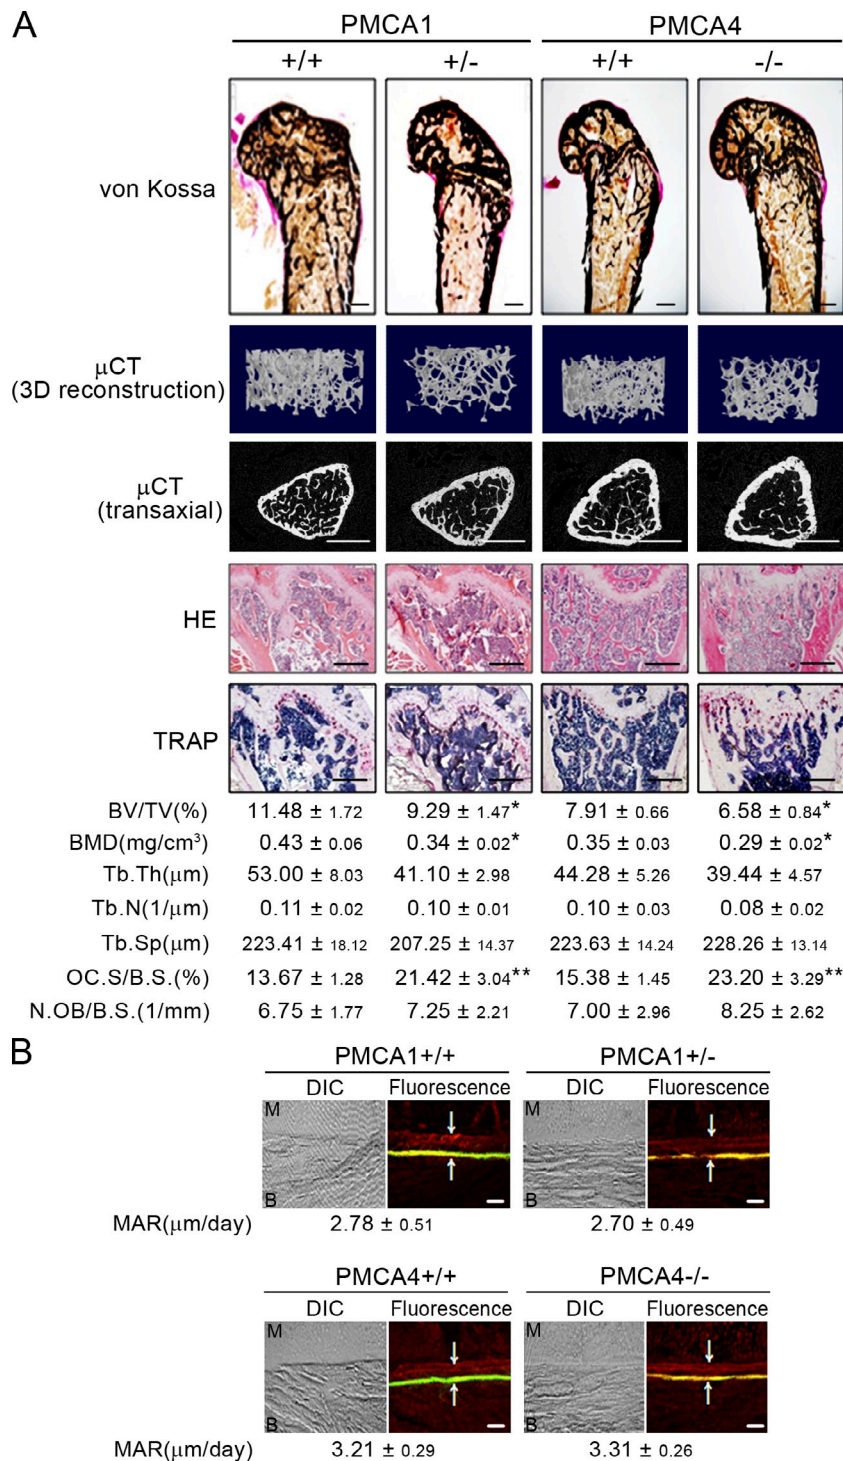 A
PMCA1 PMCA4
+/+ +/- +/+ -/-
von Kossa
μCT
(3D reconstruction)
μCT
(transaxial)
HE
TRAP
BV/TV(%) 11.48 ± 1.72 9.29 ± 1.47* 7.91 ± 0.66 6.58 ± 0.84*
BMD(mg/cm³) 0.43 ± 0.06 0.34 ± 0.02* 0.35 ± 0.03 0.29 ± 0.02*
Tb.Th(μm) 53.00 ± 8.03 41.10 ± 2.98 44.28 ± 5.26 39.44 ± 4.57
Tb.N(1/μm) 0.11 ± 0.02 0.10 ± 0.01 0.10 ± 0.03 0.08 ± 0.02
Tb.Sp(μm) 223.41 ± 18.12 207.25 ± 14.37 223.63 ± 14.24 228.26 ± 13.14
OC.S/B.S.(%) 13.67 ± 1.28 21.42 ± 3.04** 15.38 ± 1.45 23.20 ± 3.29**
N.OB/B.S.(1/mm) 6.75 ± 1.77 7.25 ± 2.21 7.00 ± 2.96 8.25 ± 2.62
B
PMCA1+/+ PMCA1+/-
DIC Fluorescence DIC Fluorescence
M M
B B
MAR(μm/day) 2.78 ± 0.51 2.70 ± 0.49
PMCA4+/+ PMCA4-/-
DIC Fluorescence DIC Fluorescence
M M
B B
MAR(μm/day) 3.21 ± 0.29 3.31 ± 0.26